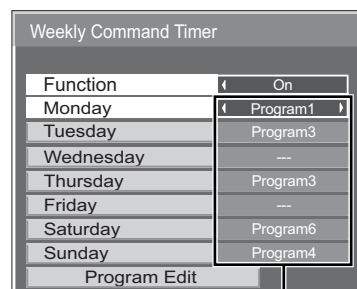 Weekly Command Timer
Function On
Monday Program1
Tuesday Program3
Wednesday ---
Thursday Program3
Friday ---
Saturday Program6
Sunday Program4
Program Edit